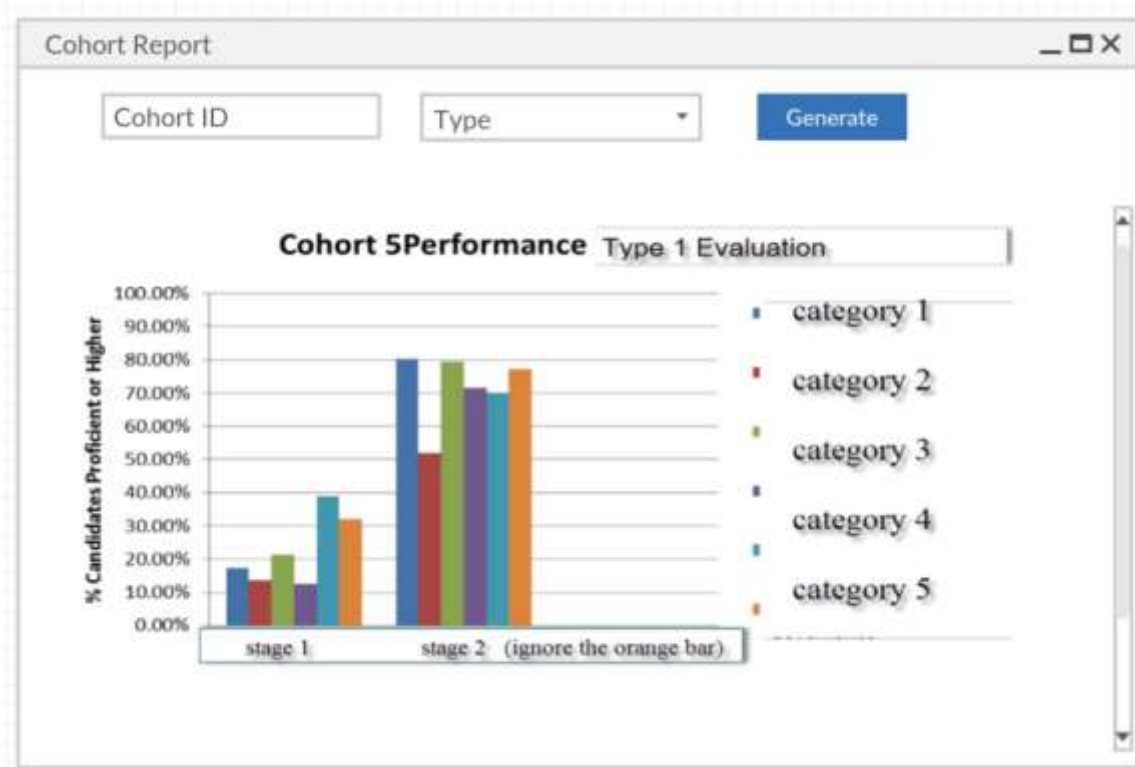 Cohort Report
Cohort ID
Type
Generate
Cohort 5Performance Type 1 Evaluation
% Candidates Proficient or Higher
100.00%
90.00%
80.00%
70.00%
60.00%
50.00%
40.00%
30.00%
20.00%
10.00%
0.00%
stage 1
stage 2 (ignore the orange bar)
category 1
category 2
category 3
category 4
category 5